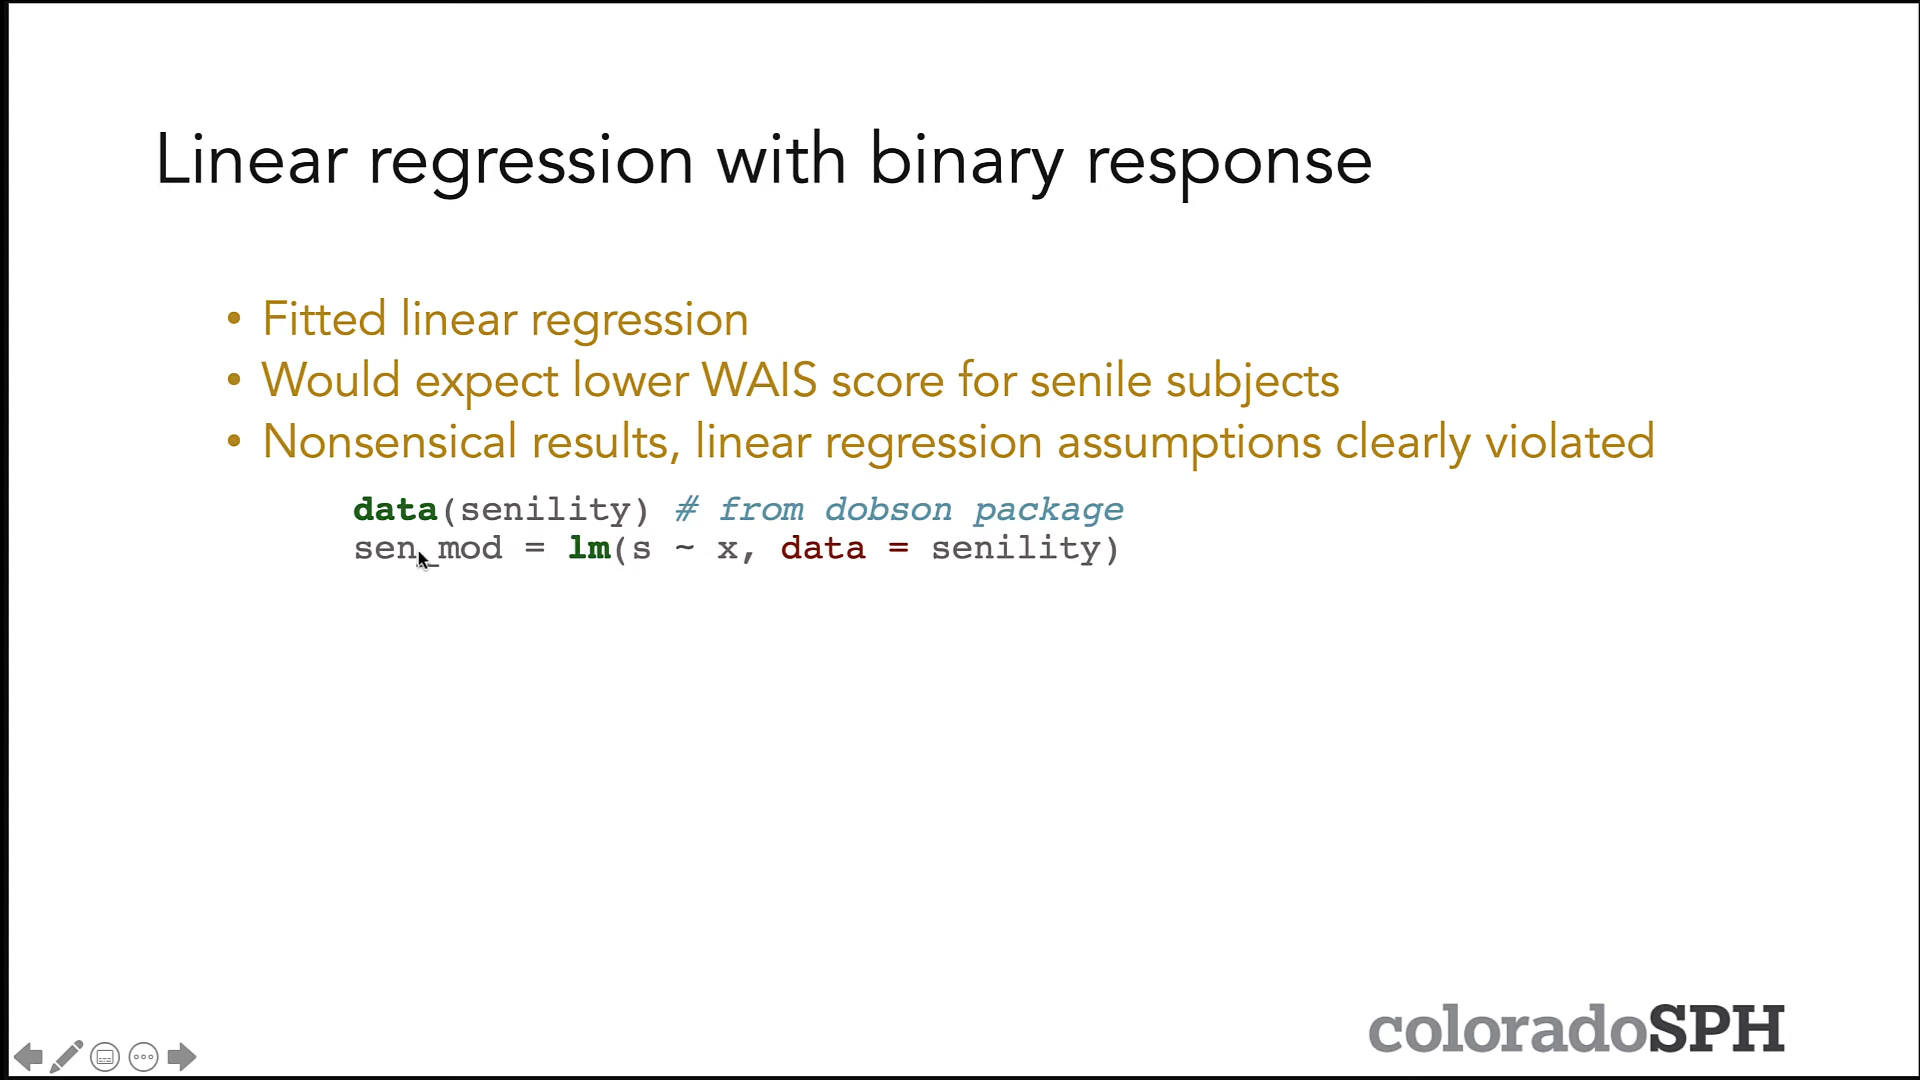 Linear regression with binary response
• Fitted linear regression
• Would expect lower WAIS score for senile subjects
• Nonsensical results, linear regression assumptions clearly violated
data(senility) # from dobson package
sen_mod = lm(s ~ x, data = senility)
coloradoSPH